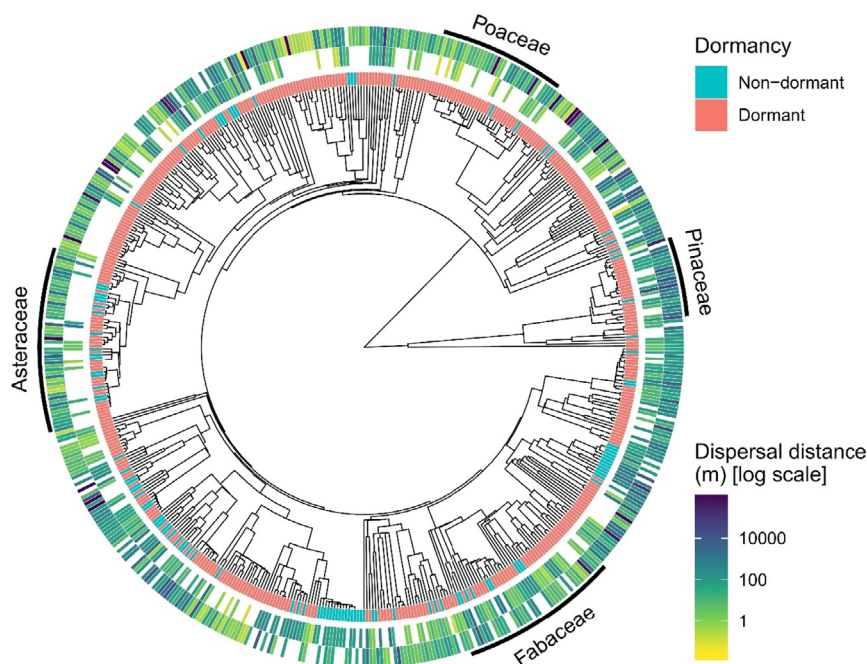 Poaceae
Dormancy
Non-dormant
Dormant
Pinaceae
Asteraceae
Dispersal distance
(m) [log scale]
10000
100
1
Fabaceae